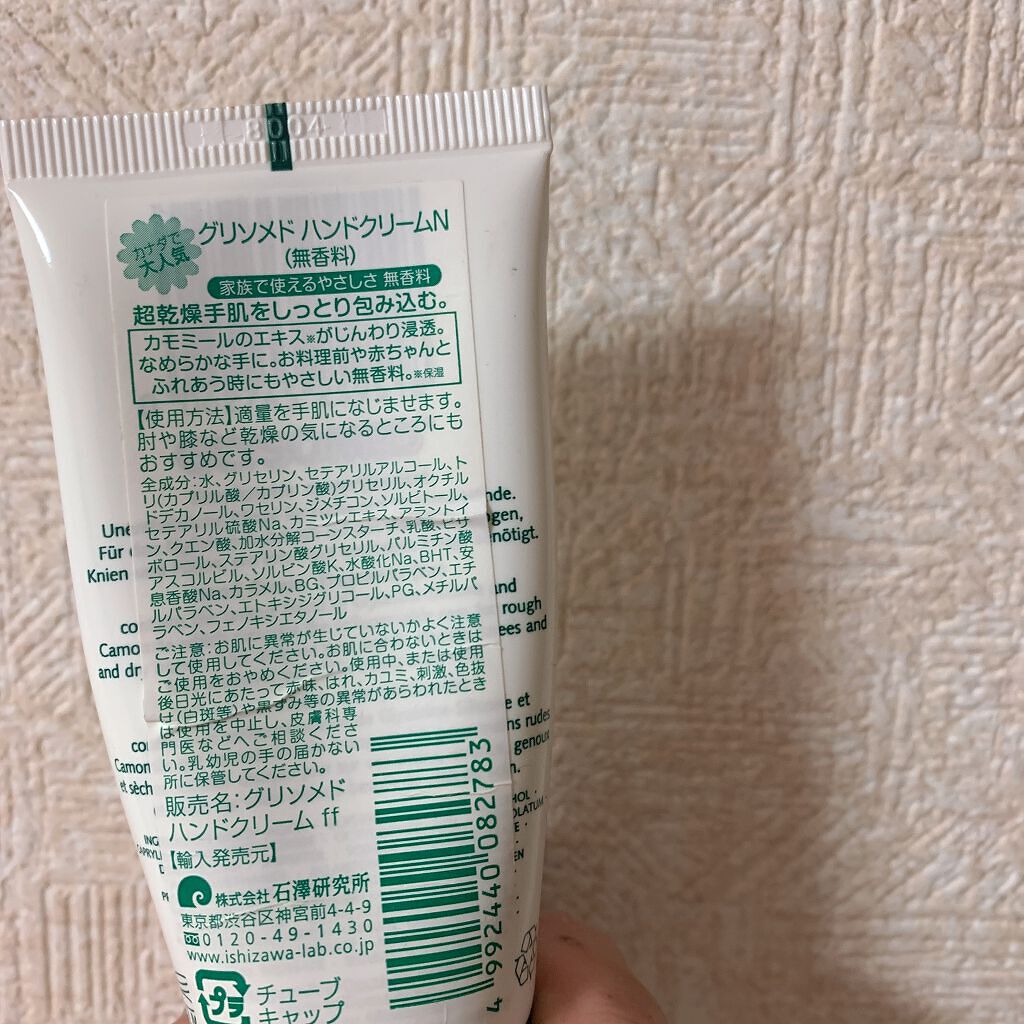 8004
カナダで
大人気
グリソメド ハンドクリームN
(無香料)
家族で使えるやさしさ 無香料
超乾燥手肌をしっとり包み込む。
カモミールのエキス※がじんわり浸透。
なめらかな手に。お料理前や赤ちゃんと
ふれあう時にもやさしい無香料。※保湿
【使用方法】適量を手肌になじませます。
肘や膝など乾燥の気になるところにも
おすすめです。
全成分:水、グリセリン、セテアリルアルコール、ト
リ(カプリル酸/カプリン酸)グリセリル、オクチル
ドデカノール、ワセリン、ジメチコン、ソルビトール、
セテアリル硫酸Na、カミツレエキス、アラントイ
ン、クエン酸、加水分解コーンスターチ、乳酸、ビサ
ボロール、ステアリン酸グリセリル、パルミチン酸
アスコルビル、ソルビン酸K、水酸化Na、BHT、安
息香酸Na、カラメル、BG、プロピルパラベン、エチ
ルパラベン、エトキシジグリコール、PG、メチルパ
ラベン、フェノキシエタノール
ご注意:お肌に異常が生じていないかよく注意
して使用してください。お肌に合わないときは
ご使用をおやめください。使用中、または使用
後日光にあたって赤味、はれ、カユミ、刺激、色抜
け(白斑等)や黒ずみ等の異常があらわれたとき
は使用を中止し、皮膚科専
門医などへご相談くださ
い。乳幼児の手の届かない
所に保管してください。
販売名:グリソメド
ハンドクリーム ff
【輸入発売元】
株式会社 石澤研究所
東京都渋谷区神宮前4-4-9
0120-49-1430
www.ishizawa-lab.co.jp
プラ
チューブ
キャップ
4 992440 082783
Une
Für
Knien
Camo
and dry
rough
ees and
et
ns rudes
genoux
Camon
et sèch
ING